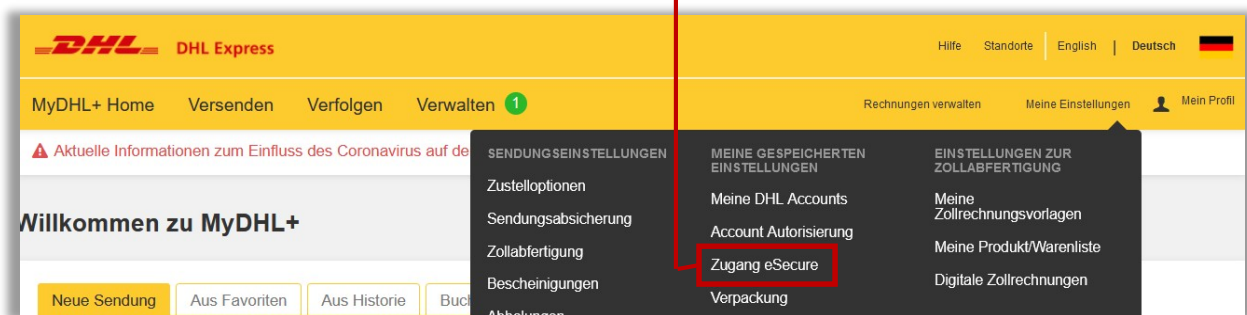 DHL DHL Express
Hilfe Standorte English | Deutsch
MyDHL+ Home Versenden Verfolgen Verwalten 1
Rechnungen verwalten Meine Einstellungen Mein Profil
Aktuelle Informationen zum Einfluss des Coronavirus auf de
Willkommen zu MyDHL+
Neue Sendung Aus Favoriten Aus Historie Buch
SENDUNGSEINSTELLUNGEN
Zustelloptionen
Sendungsabsicherung
Zollabfertigung
Bescheinigungen
Abholungen
MEINE GESPEICHERTEN
EINSTELLUNGEN
Meine DHL Accounts
Account Autorisierung
Zugang eSecure
Verpackung
EINSTELLUNGEN ZUR
ZOLLABFERTIGUNG
Meine
Zollrechnungsvorlagen
Meine Produkt/Warenliste
Digitale Zollrechnungen